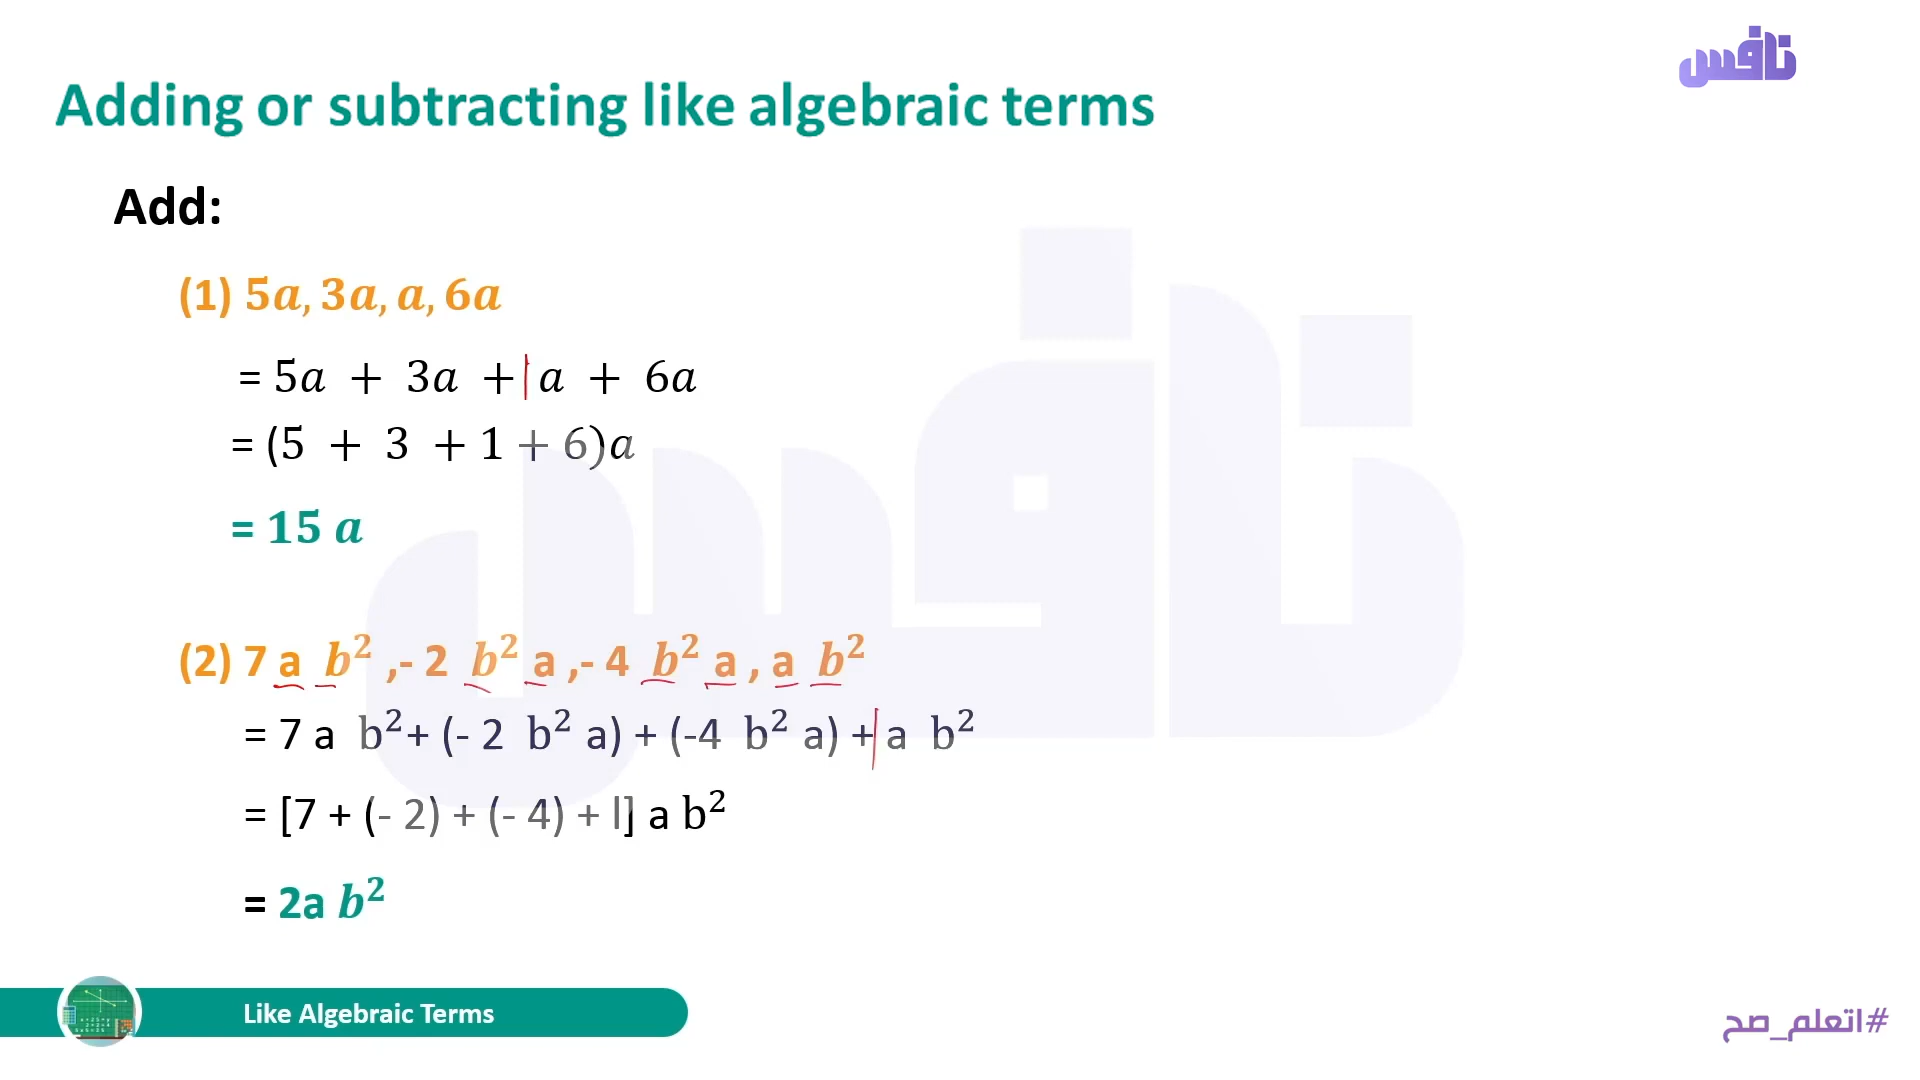 نافس
Adding or subtracting like algebraic terms
Add:
(1) 5a, 3a, a, 6a
= 5a + 3a +| a + 6a
= (5 + 3 + 1 + 6)a
= 15 a
(2) 7 a b² ,- 2 b² a ,- 4 b² a , a b²
= 7 a b²+ (- 2 b² a) + (-4 b² a) +| a b²
= [7 + (- 2) + (- 4) + l] a b²
= 2a b²
Like Algebraic Terms
#اتعلم_صح